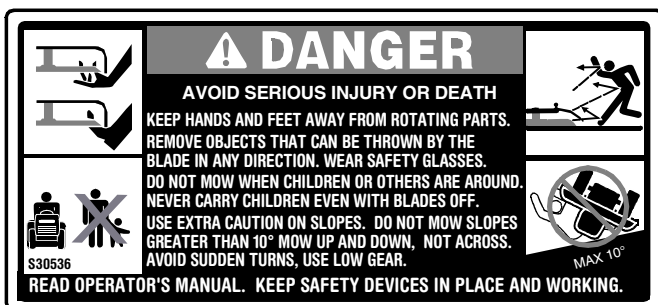 DANGER
AVOID SERIOUS INJURY OR DEATH
KEEP HANDS AND FEET AWAY FROM ROTATING PARTS.
REMOVE OBJECTS THAT CAN BE THROWN BY THE
BLADE IN ANY DIRECTION. WEAR SAFETY GLASSES.
DO NOT MOW WHEN CHILDREN OR OTHERS ARE AROUND.
NEVER CARRY CHILDREN EVEN WITH BLADES OFF.
USE EXTRA CAUTION ON SLOPES. DO NOT MOW SLOPES
GREATER THAN 10° MOW UP AND DOWN, NOT ACROSS.
AVOID SUDDEN TURNS, USE LOW GEAR.
S30536
MAX 10°
READ OPERATOR'S MANUAL. KEEP SAFETY DEVICES IN PLACE AND WORKING.